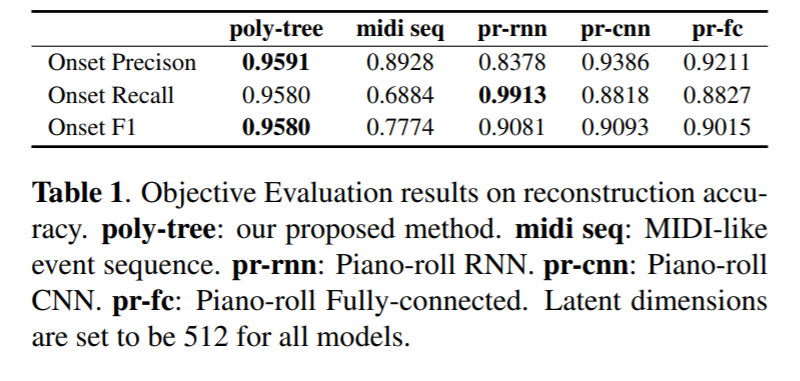 poly-tree midi seq pr-rnn pr-cnn pr-fc
Onset Precison 0.9591 0.8928 0.8378 0.9386 0.9211
Onset Recall 0.9580 0.6884 0.9913 0.8818 0.8827
Onset F1 0.9580 0.7774 0.9081 0.9093 0.9015
Table 1. Objective Evaluation results on reconstruction accu-
racy. poly-tree: our proposed method. midi seq: MIDI-like
event sequence. pr-rnn: Piano-roll RNN. pr-cnn: Piano-roll
CNN. pr-fc: Piano-roll Fully-connected. Latent dimensions
are set to be 512 for all models.